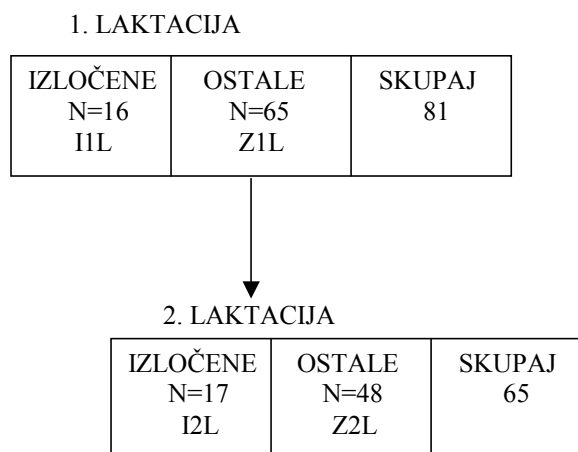 1. LAKTACIJA
IZLOČENE OSTALE SKUPAJ
N=16 N=65 81
I1L Z1L
2. LAKTACIJA
IZLOČENE OSTALE SKUPAJ
N=17 N=48 65
I2L Z2L